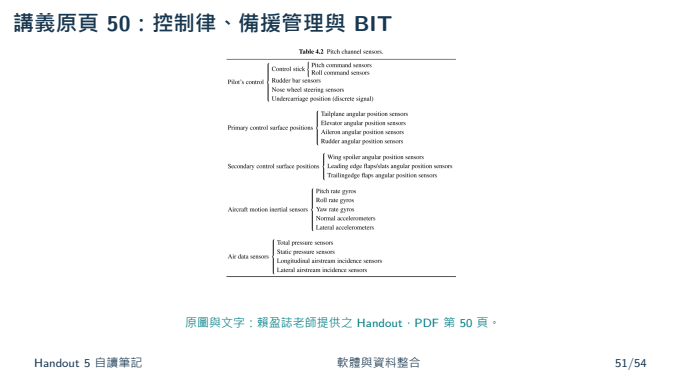 講義原頁 50：控制律、備援管理與 BIT
Table 4.2 Pitch channel sensors.
Pilot's control
Control stick
Pitch command sensors
Roll command sensors
Rudder bar sensors
Nose wheel steering sensors
Undercarriage position (discrete signal)
Primary control surface positions
Tailplane angular position sensors
Elevator angular position sensors
Aileron angular position sensors
Rudder angular position sensors
Secondary control surface positions
Wing spoiler angular position sensors
Leading edge flaps/slats angular position sensors
Trailingedge flaps angular position sensors
Aircraft motion inertial sensors
Pitch rate gyros
Roll rate gyros
Yaw rate gyros
Normal accelerometers
Lateral accelerometers
Air data sensors
Total pressure sensors
Static pressure sensors
Longitudinal airstream incidence sensors
Lateral airstream incidence sensors
原圖與文字：賴盈誌老師提供之 Handout，PDF 第 50 頁。
Handout 5 自讀筆記
軟體與資料整合
51/54